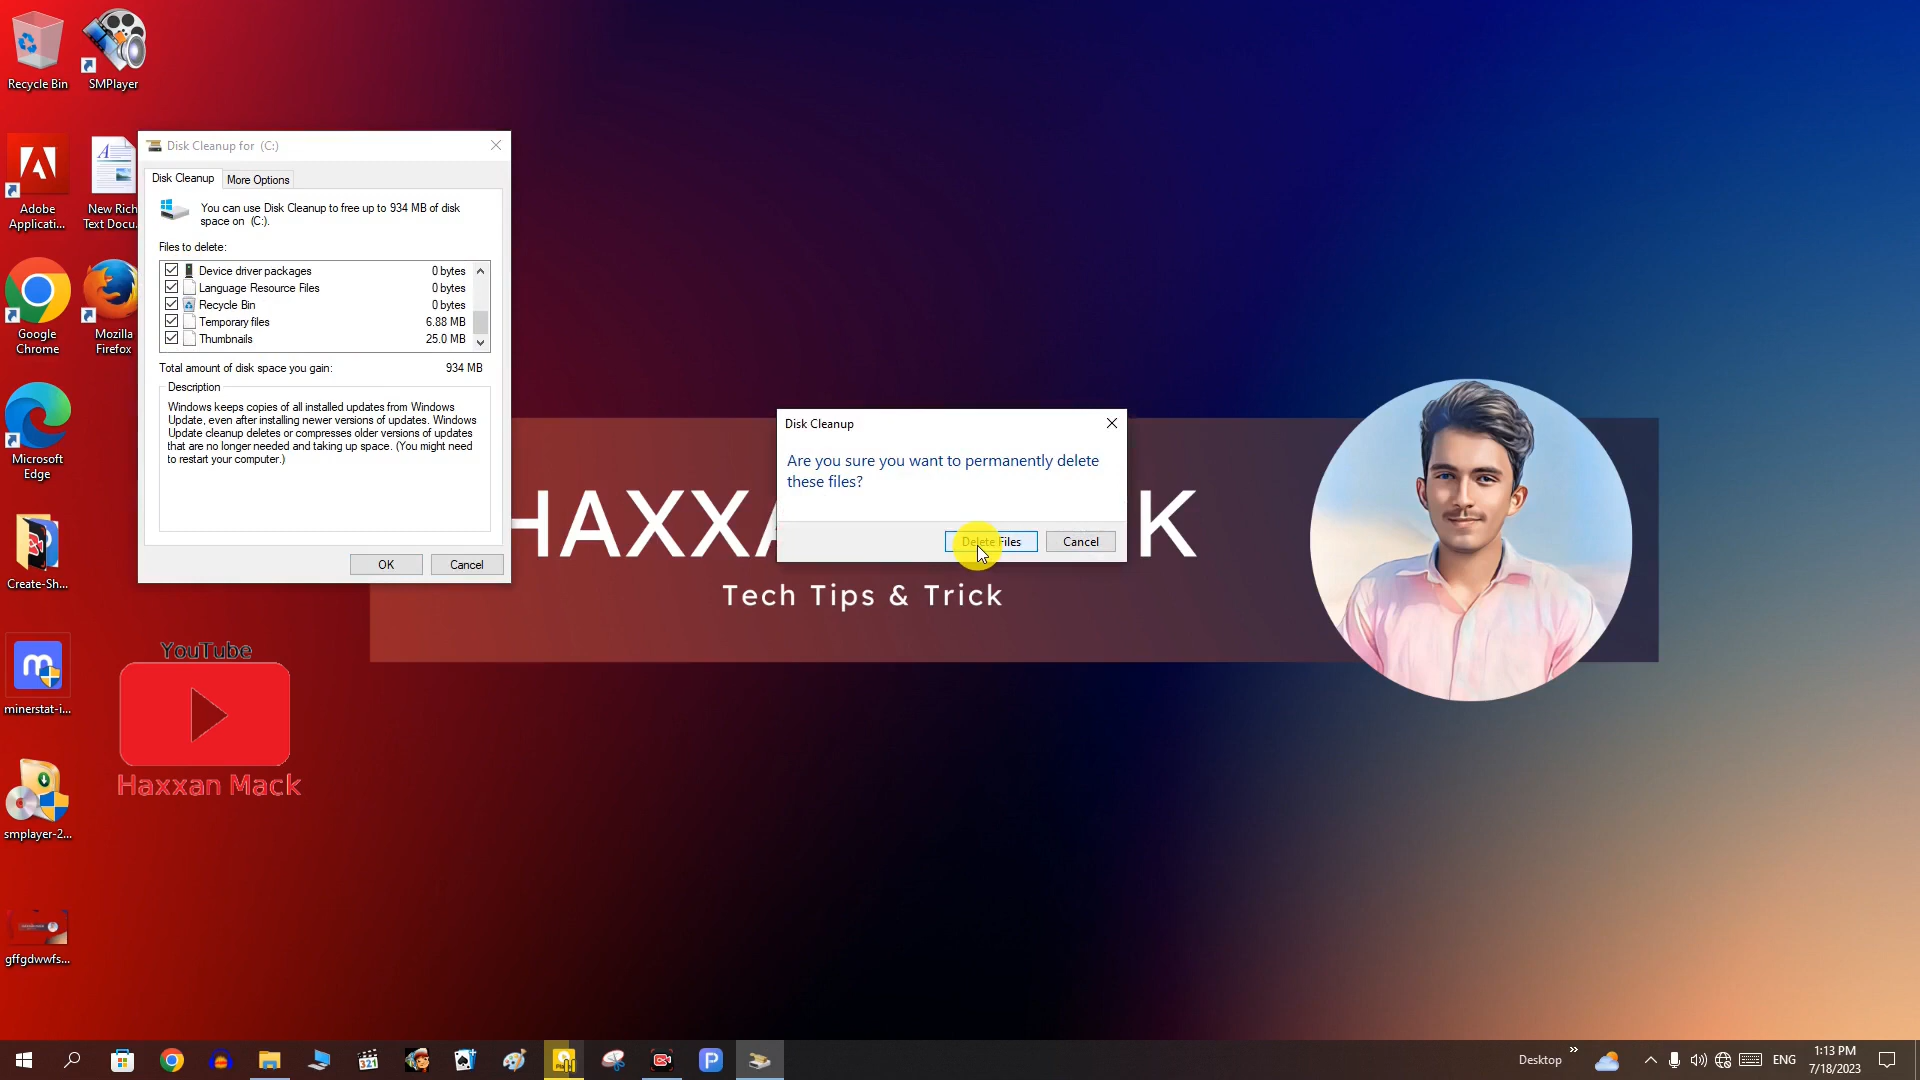 Recycle Bin
SMPlayer
Adobe
Applicati...
New Rich
Text Docu...
Google
Chrome
Mozilla
Firefox
Microsoft
Edge
Create-Sh...
minerstat-i...
smplayer-2...
gffgdwwfs...
Disk Cleanup for (C:)
Disk Cleanup
More Options
You can use Disk Cleanup to free up to 934 MB of disk
space on (C:).
Files to delete:
Device driver packages 0 bytes
Language Resource Files 0 bytes
Recycle Bin 0 bytes
Temporary files 6.88 MB
Thumbnails 25.0 MB
Total amount of disk space you gain: 934 MB
Description
Windows keeps copies of all installed updates from Windows
Update, even after installing newer versions of updates. Windows
Update cleanup deletes or compresses older versions of updates
that are no longer needed and taking up space. (You might need
to restart your computer.)
OK
Cancel
Disk Cleanup
Are you sure you want to permanently delete
these files?
Delete Files
Cancel
Tech Tips & Trick
YouTube
Haxxan Mack
321
Desktop
ENG
1:13 PM
7/18/2023